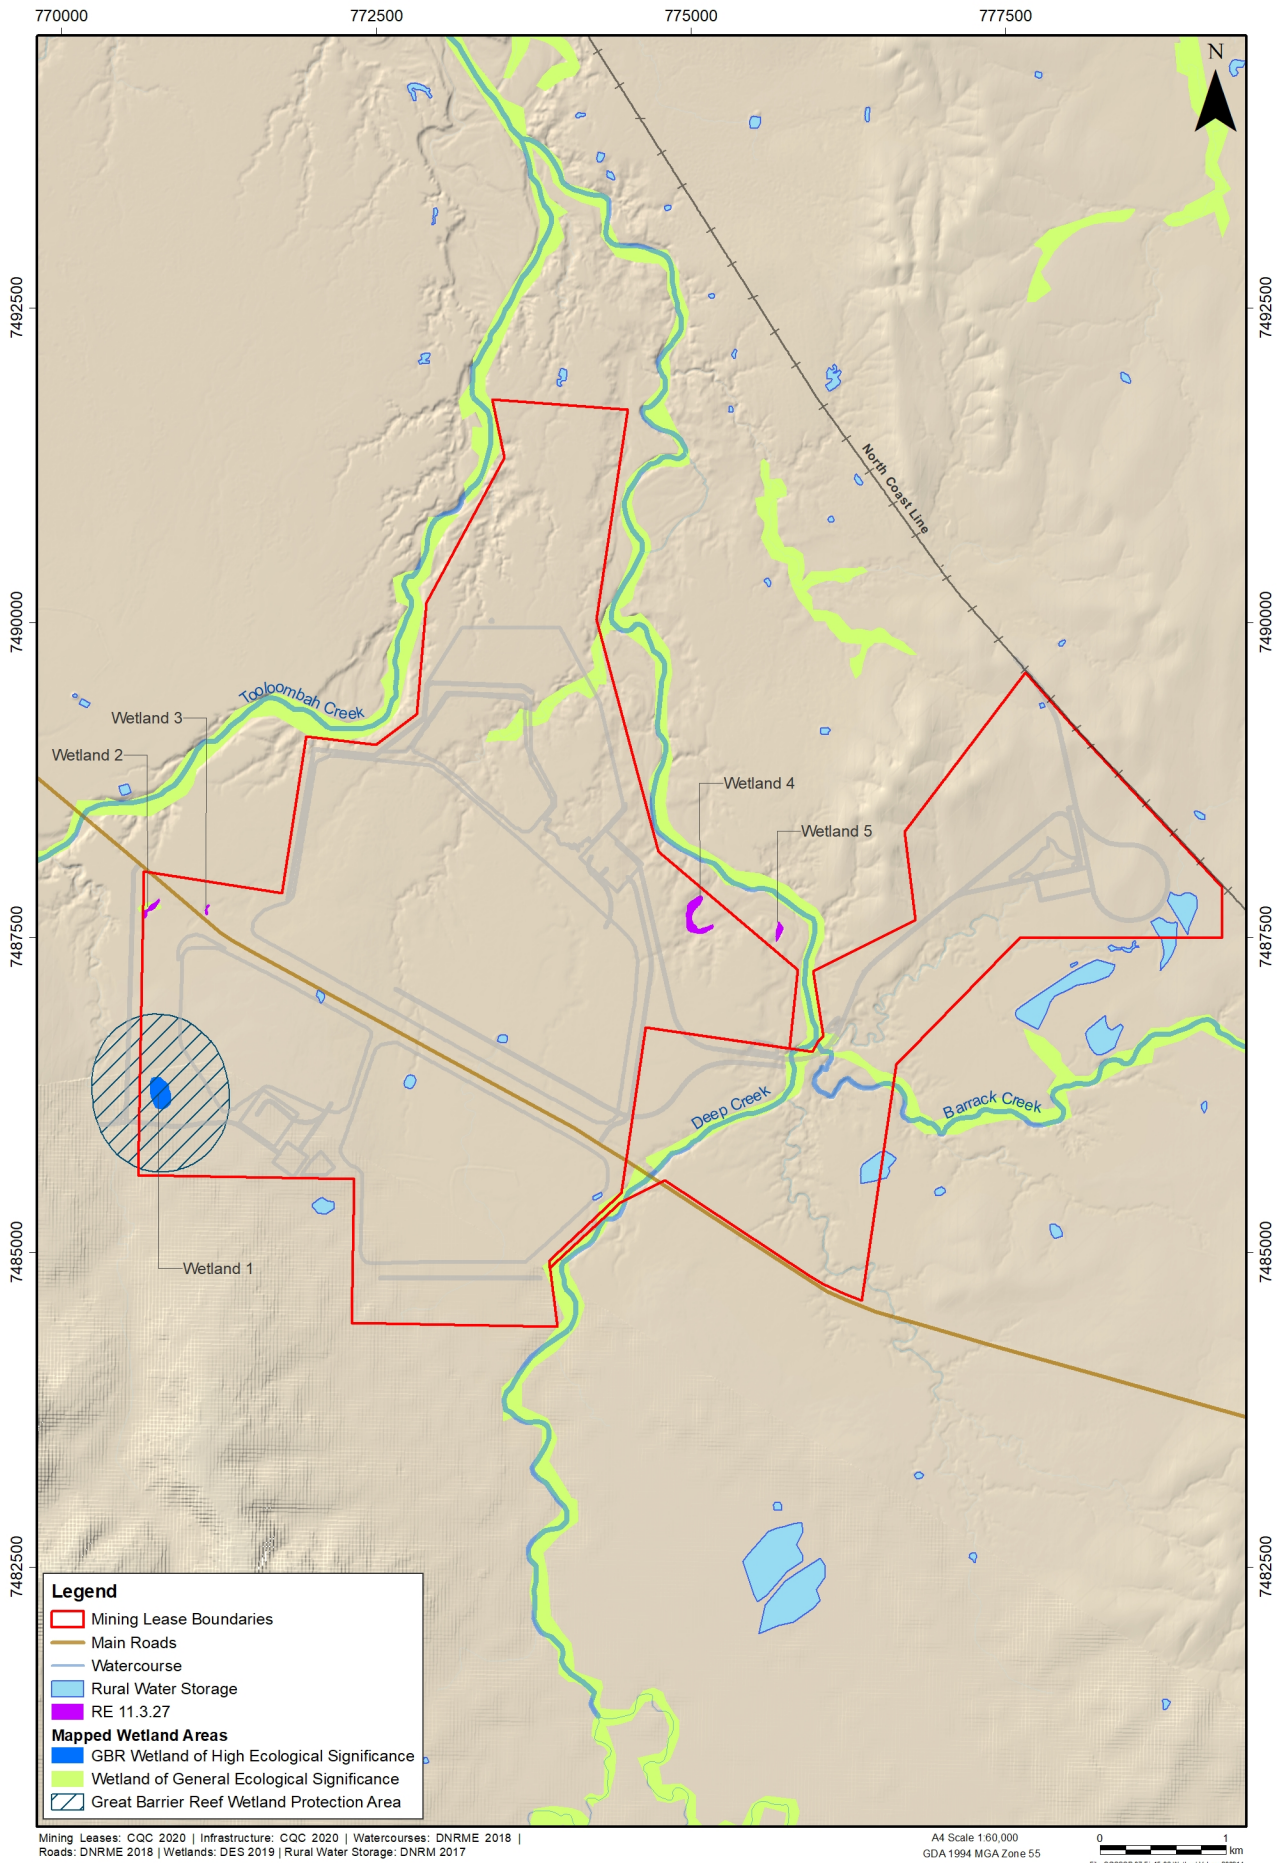 770000
772500
775000
777500
N
7492500
7492500
North Coast Line
7490000
7490000
Tooloombah Creek
Wetland 3
Wetland 2
Wetland 4
Wetland 5
7487500
7487500
Deep Creek
Barrack Creek
7485000
7485000
Wetland 1
7482500
7482500
Legend
Mining Lease Boundaries
Main Roads
Watercourse
Rural Water Storage
RE 11.3.27
Mapped Wetland Areas
GBR Wetland of High Ecological Significance
Wetland of General Ecological Significance
Great Barrier Reef Wetland Protection Area
Mining Leases: CQC 2020 | Infrastructure: CQC 2020 | Watercourses: DNRME 2018 |
Roads: DNRME 2018 | Wetlands: DES 2019 | Rural Water Storage: DNRM 2017
A4 Scale 1:60,000
GDA 1994 MGA Zone 55
0 1
km